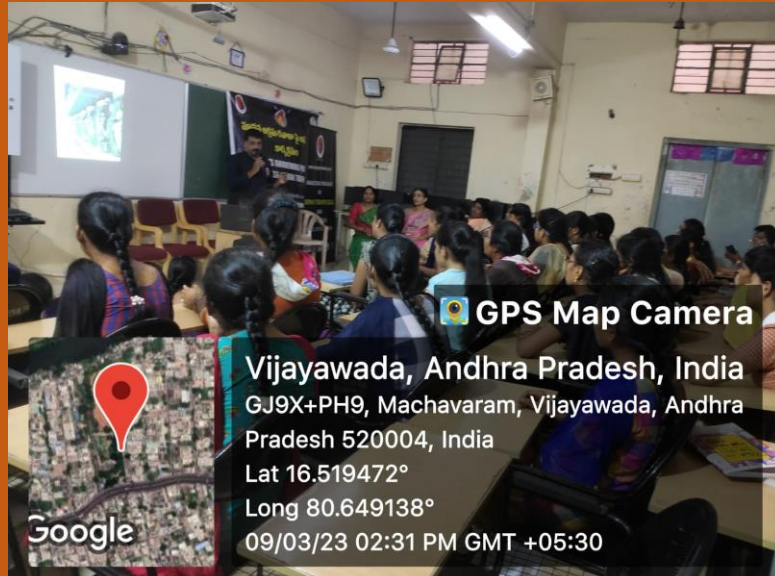 GPS Map Camera
Vijayawada, Andhra Pradesh, India
GJ9X+PH9, Machavaram, Vijayawada, Andhra
Pradesh 520004, India
Lat 16.519472°
Long 80.649138°
09/03/23 02:31 PM GMT +05:30
Google